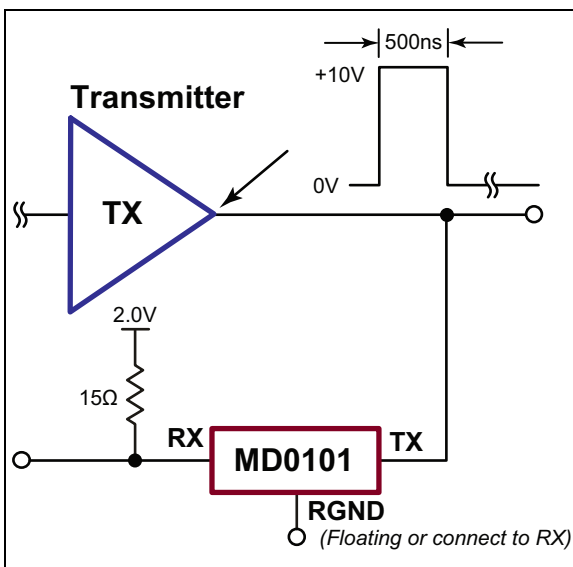 500ns
+10V
Transmitter
0V
TX
2.0V
15Ω
RX
MD0101
TX
RGND
(Floating or connect to RX)